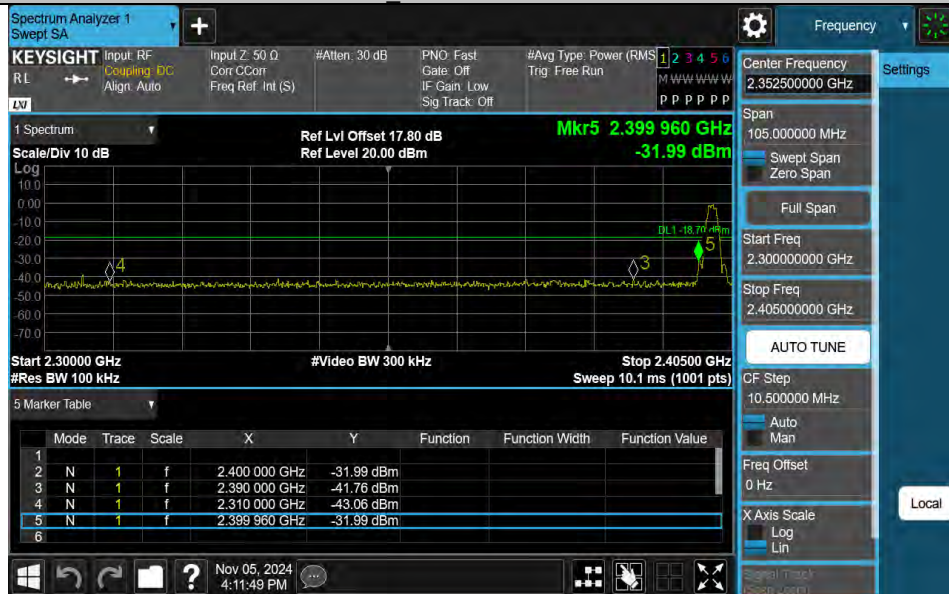 Spectrum Analyzer 1
Swept SA
+
Frequency
KEYSIGHT
RL
LXI
Input: RF
Coupling: DC
Align: Auto
Input Z: 50 Ω
Corr CCorr
Freq Ref: Int (S)
#Atten: 30 dB
PNO: Fast
Gate: Off
IF Gain: Low
Sig Track: Off
#Avg Type: Power (RMS
Trig: Free Run
1 2 3 4 5 6
M W W W W W
P P P P P P
1 Spectrum
Scale/Div 10 dB
Ref Lvl Offset 17.80 dB
Ref Level 20.00 dBm
Mkr5 2.399 960 GHz
-31.99 dBm
Log
10.0
0.00
-10.0
-20.0
-30.0
-40.0
-50.0
-60.0
-70.0
DL1 -18.70 dBm
4
3
5
Start 2.30000 GHz
#Video BW 300 kHz
Stop 2.40500 GHz
#Res BW 100 kHz
Sweep 10.1 ms (1001 pts)
5 Marker Table
Mode Trace Scale X Y Function Function Width Function Value
1
2 N 1 f 2.400 000 GHz -31.99 dBm
3 N 1 f 2.390 000 GHz -41.76 dBm
4 N 1 f 2.310 000 GHz -43.06 dBm
5 N 1 f 2.399 960 GHz -31.99 dBm
6
?
Nov 05, 2024
4:11:49 PM
Center Frequency
2.352500000 GHz
Span
105.000000 MHz
Swept Span
Zero Span
Full Span
Start Freq
2.300000000 GHz
Stop Freq
2.405000000 GHz
AUTO TUNE
CF Step
10.500000 MHz
Auto
Man
Freq Offset
0 Hz
X Axis Scale
Log
Lin
Signal Track
(Span Zoom)
Settings
Local